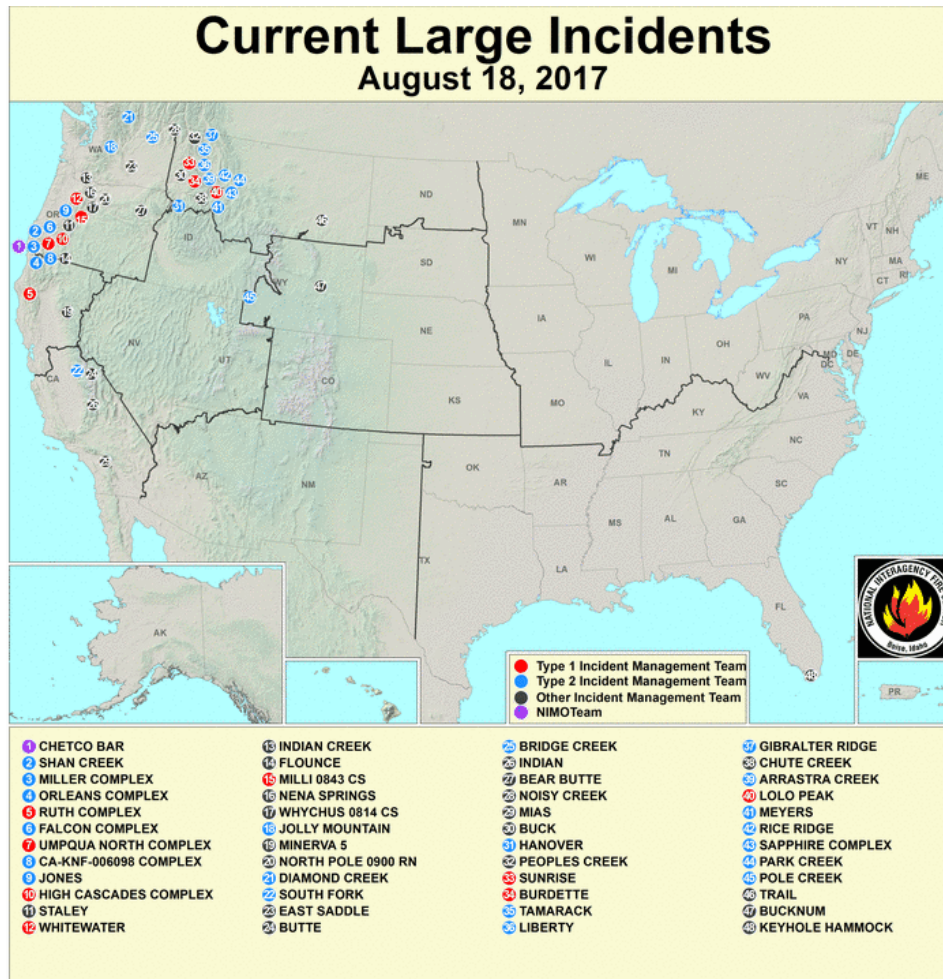 Current Large Incidents
August 18, 2017
WA
OR
ID
ND
MN
ME
VT
NH
NY
MA
CT
RI
WI
MI
SD
WY
IA
PA
NJ
NE
NV
UT
IL
IN
OH
MD
DE
DC
WV
CA
CO
KS
MO
KY
VA
NC
TN
AZ
NM
OK
AR
SC
MS
AL
GA
TX
LA
FL
AK
PR
NATIONAL INTERAGENCY FIRE
Boise, Idaho
Type 1 Incident Management Team
Type 2 Incident Management Team
Other Incident Management Team
NIMOTeam
1 CHETCO BAR
2 SHAN CREEK
3 MILLER COMPLEX
4 ORLEANS COMPLEX
5 RUTH COMPLEX
6 FALCON COMPLEX
7 UMPQUA NORTH COMPLEX
8 CA-KNF-006098 COMPLEX
9 JONES
10 HIGH CASCADES COMPLEX
11 STALEY
12 WHITEWATER
13 INDIAN CREEK
14 FLOUNCE
15 MILLI 0843 CS
16 NENA SPRINGS
17 WHYCHUS 0814 CS
18 JOLLY MOUNTAIN
19 MINERVA 5
20 NORTH POLE 0900 RN
21 DIAMOND CREEK
22 SOUTH FORK
23 EAST SADDLE
24 BUTTE
25 BRIDGE CREEK
26 INDIAN
27 BEAR BUTTE
28 NOISY CREEK
29 MIAS
30 BUCK
31 HANOVER
32 PEOPLES CREEK
33 SUNRISE
34 BURDETTE
35 TAMARACK
36 LIBERTY
37 GIBRALTER RIDGE
38 CHUTE CREEK
39 ARRASTRA CREEK
40 LOLO PEAK
41 MEYERS
42 RICE RIDGE
43 SAPPHIRE COMPLEX
44 PARK CREEK
45 POLE CREEK
46 TRAIL
47 BUCKNUM
48 KEYHOLE HAMMOCK